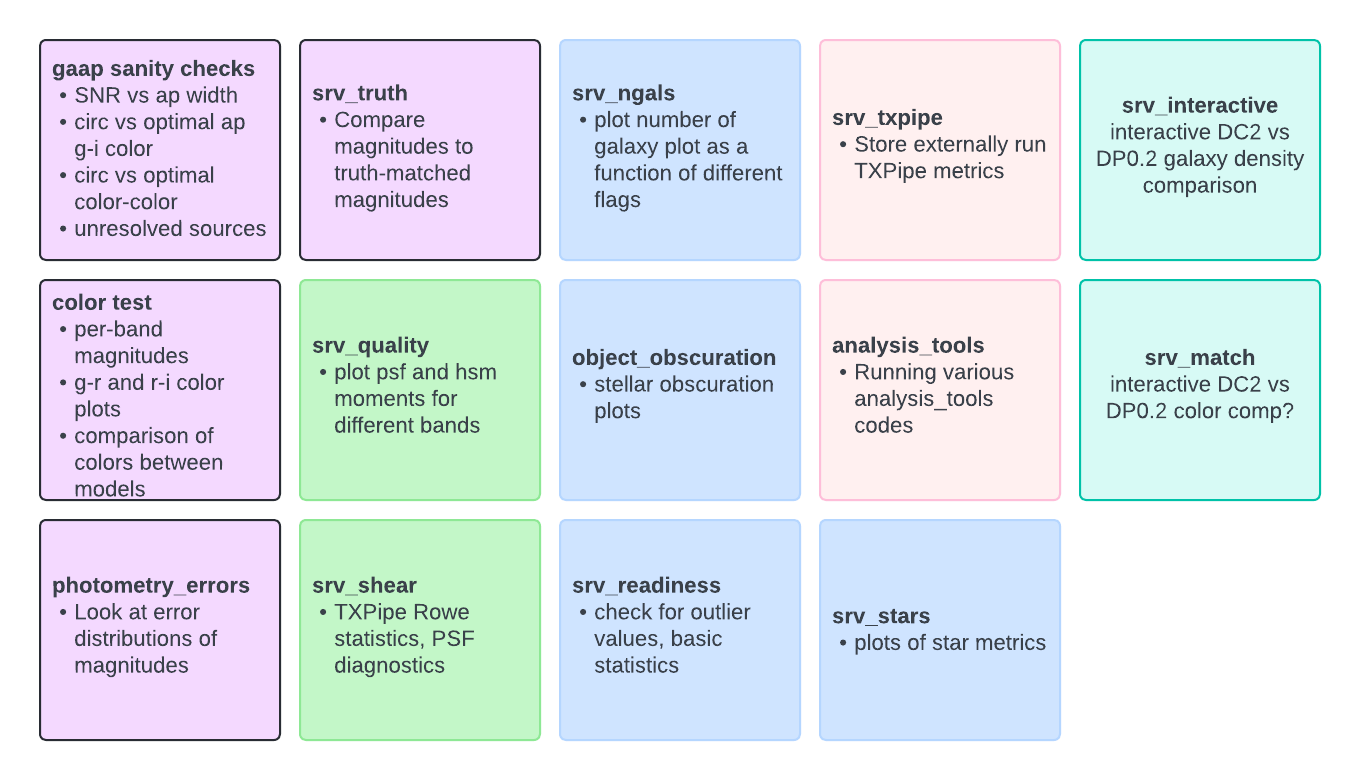 gaap sanity checks
• SNR vs ap width
• circ vs optimal ap
g-i color
• circ vs optimal
color-color
• unresolved sources
srv_truth
• Compare
magnitudes to
truth-matched
magnitudes
srv_ngals
• plot number of
galaxy plot as a
function of different
flags
srv_txpipe
• Store externally run
TXPipe metrics
srv_interactive
interactive DC2 vs
DP0.2 galaxy density
comparison
color test
• per-band
magnitudes
• g-r and r-i color
plots
• comparison of
colors between
models
srv_quality
• plot psf and hsm
moments for
different bands
object_obscuration
• stellar obscuration
plots
analysis_tools
• Running various
analysis_tools
codes
srv_match
interactive DC2 vs
DP0.2 color comp?
photometry_errors
• Look at error
distributions of
magnitudes
srv_shear
• TXPipe Rowe
statistics, PSF
diagnostics
srv_readiness
• check for outlier
values, basic
statistics
srv_stars
• plots of star metrics